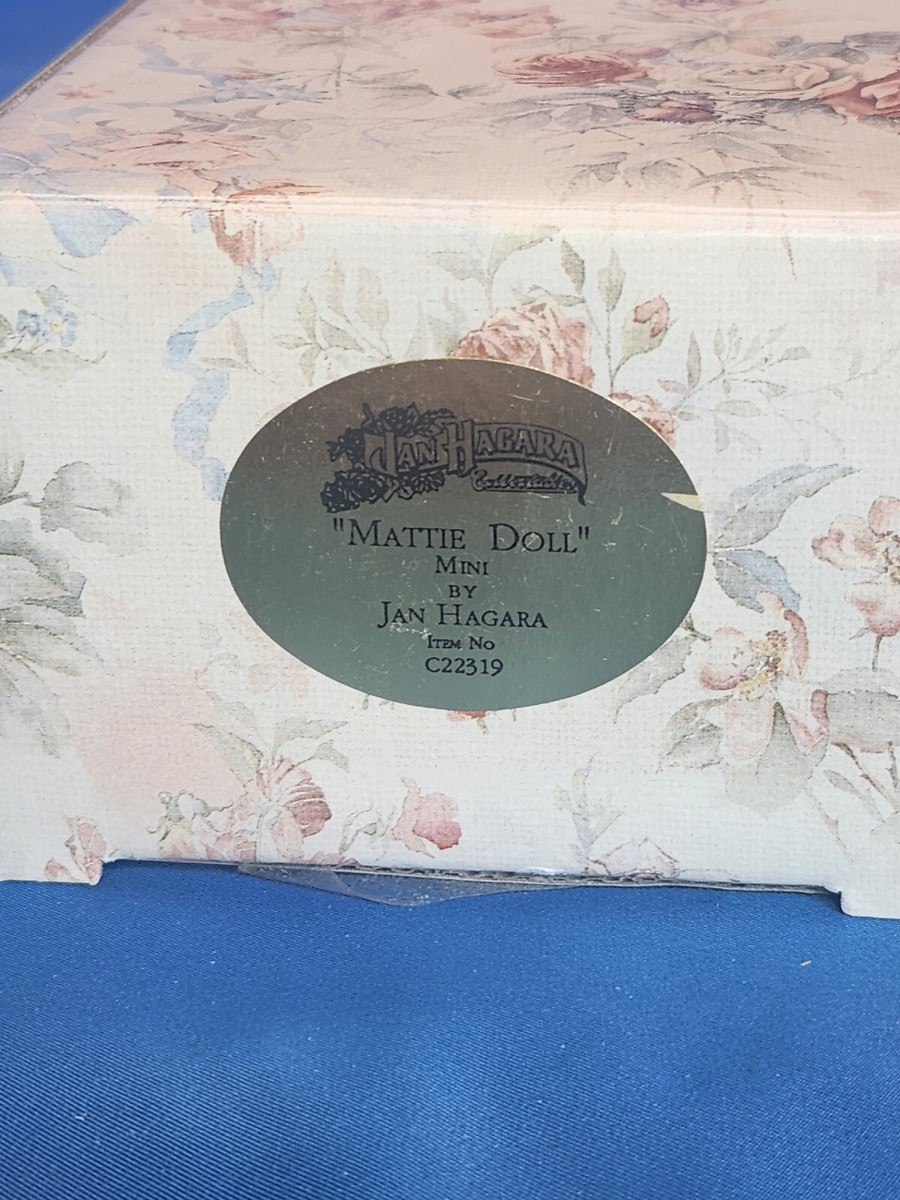 JAN HAGARA
Collectables
"MATTIE DOLL"
MINI
BY
JAN HAGARA
ITEM NO
C22319